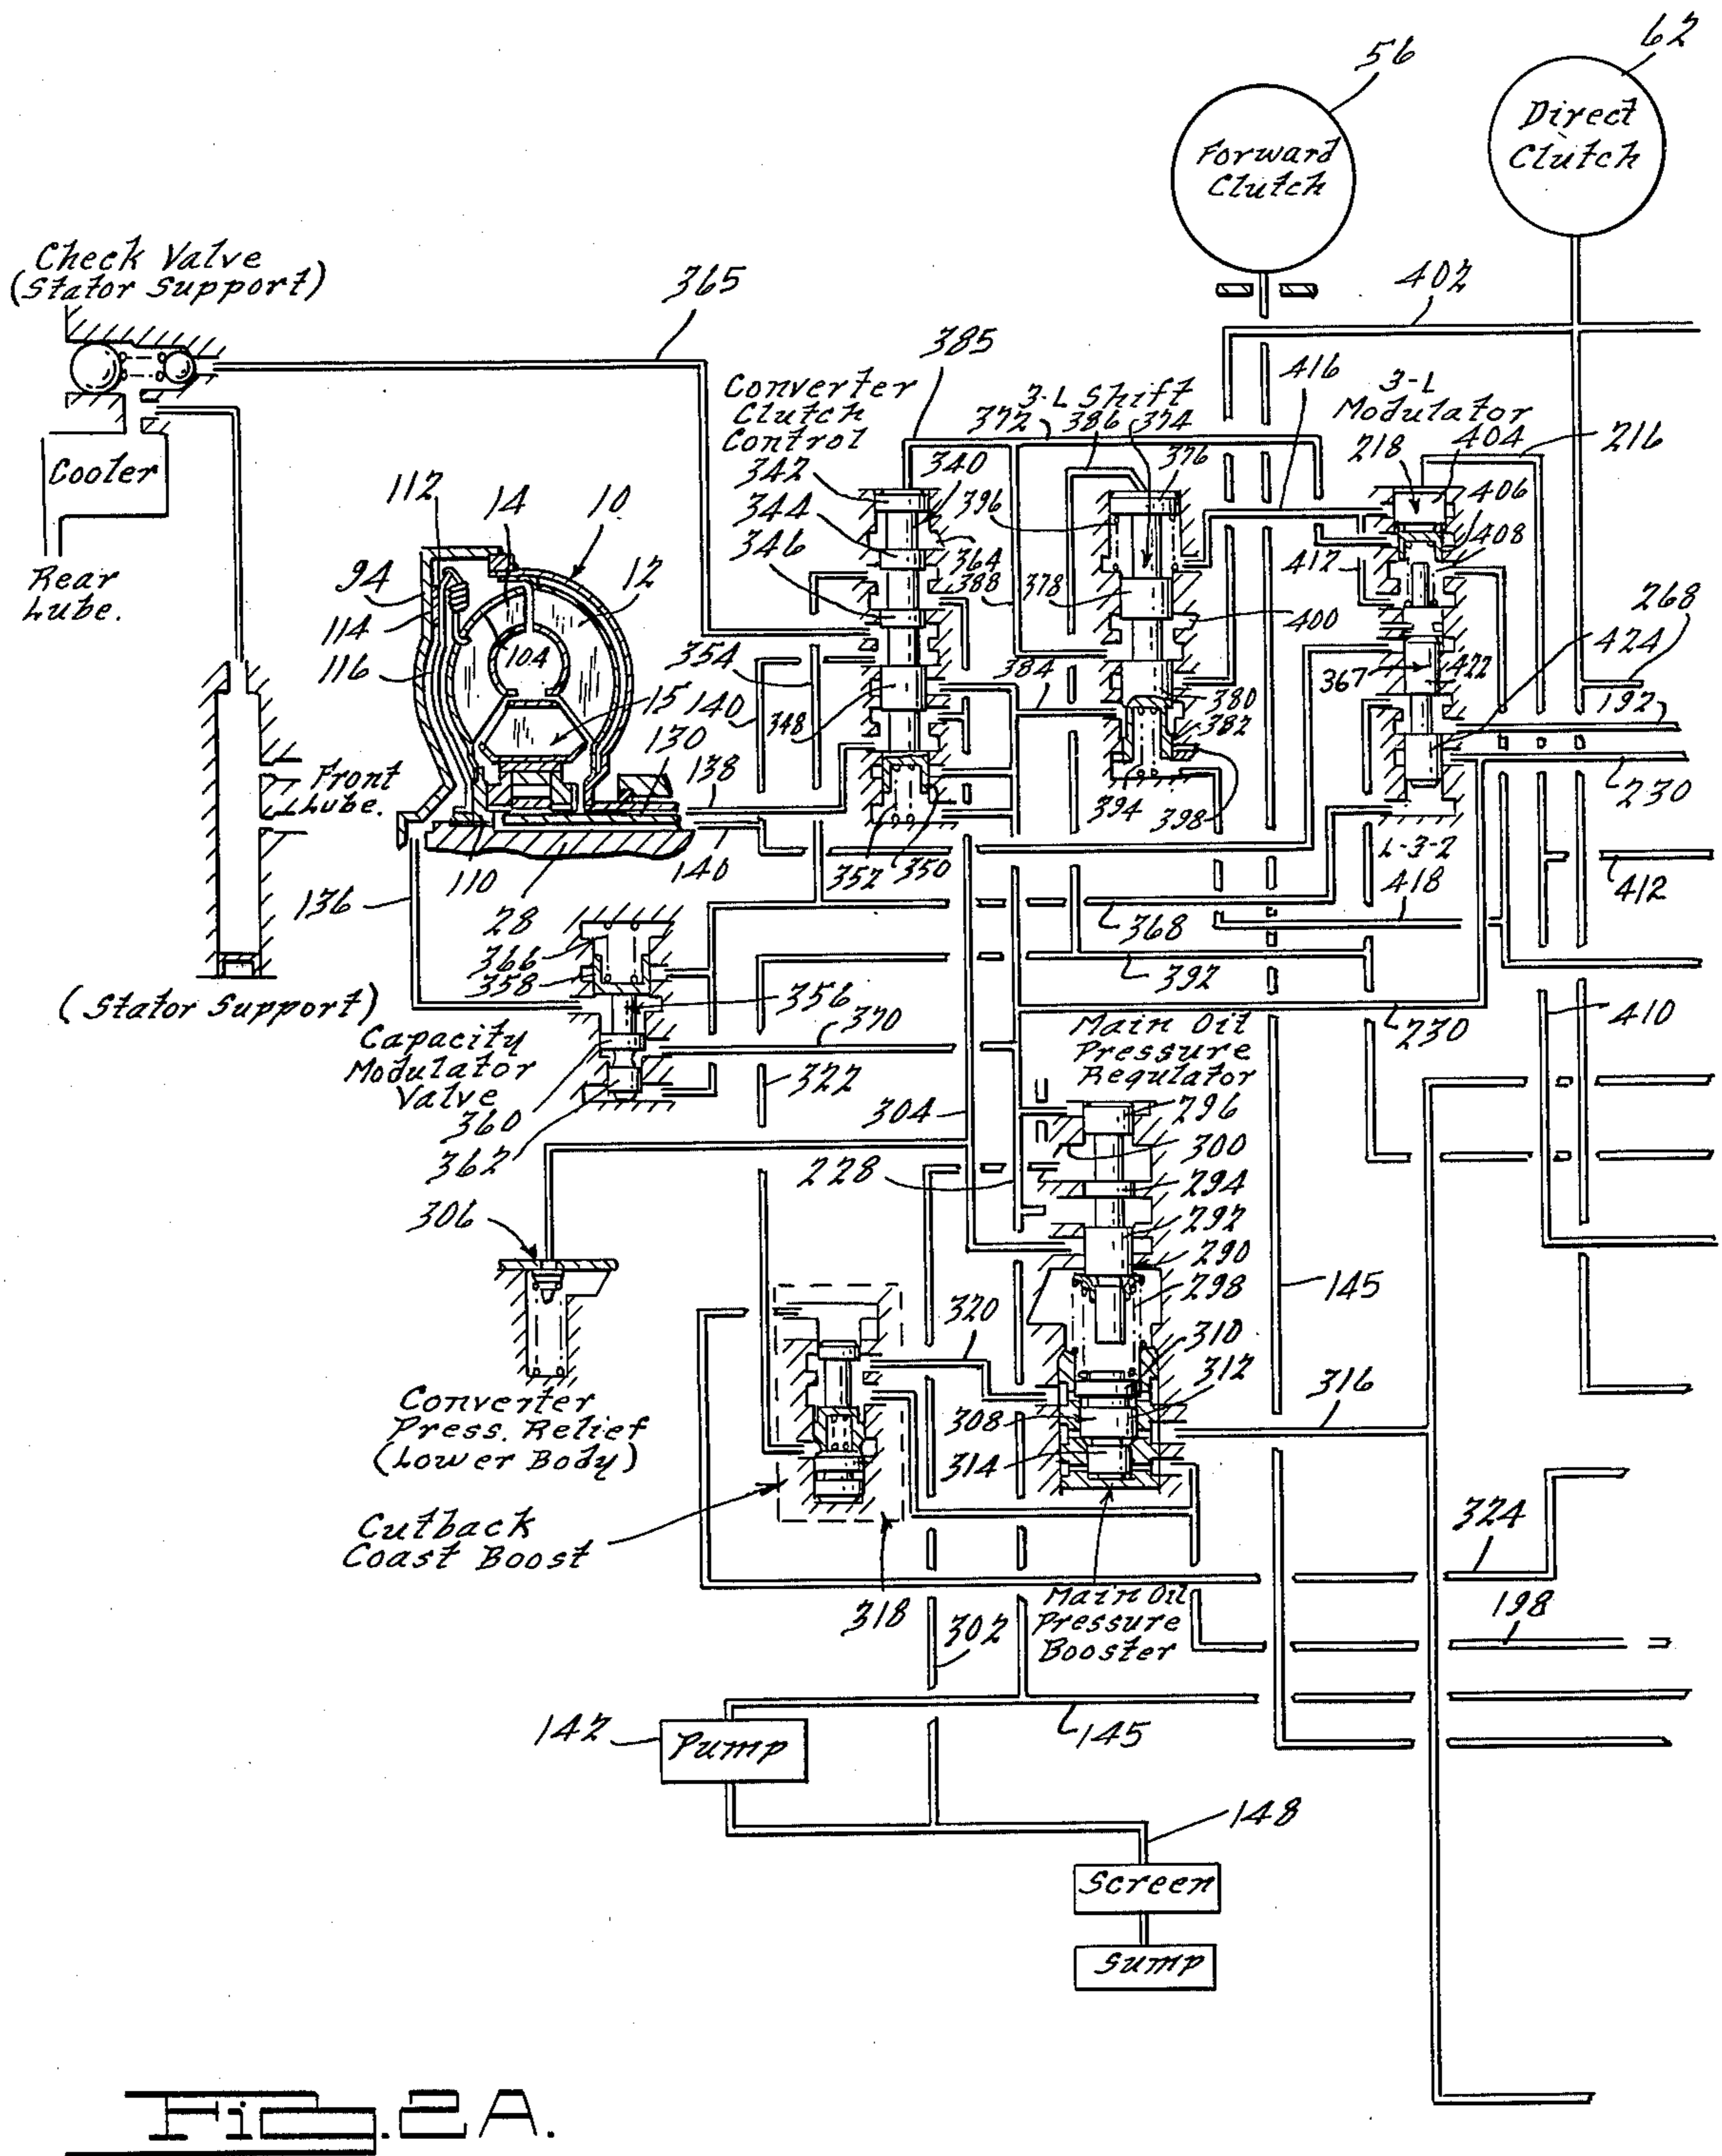 62
56
Direct
Clutch
Forward
Clutch
Check Valve
(Stator Support)
365
402
385
Converter
Clutch
Control
3-L Shift
372
386
374
416
3-L
Modulator
404
216
218
Cooler
342
340
376
406
112
14
10
344
396
346
364
408
412
Rear
Lube.
94
12
388
378
268
114
400
104
354
384
424
116
367
422
15
140
348
380
192
130
382
Front
Lube.
138
394
398
230
110
140
352
350
L-3-2
136
28
418
412
368
366
358
392
(Stator Support)
356
370
230
410
Capacity
Modulator
Valve
Main Oil
Pressure
Regulator
322
360
304
296
362
300
228
294
306
292
290
298
145
320
310
312
316
Converter
Press. Relief
(Lower Body)
308
314
Cutback
Coast Boost
324
318
302
Main Oil
Pressure
Booster
198
142
Pump
145
148
Screen
Sump
Fig. 2A.